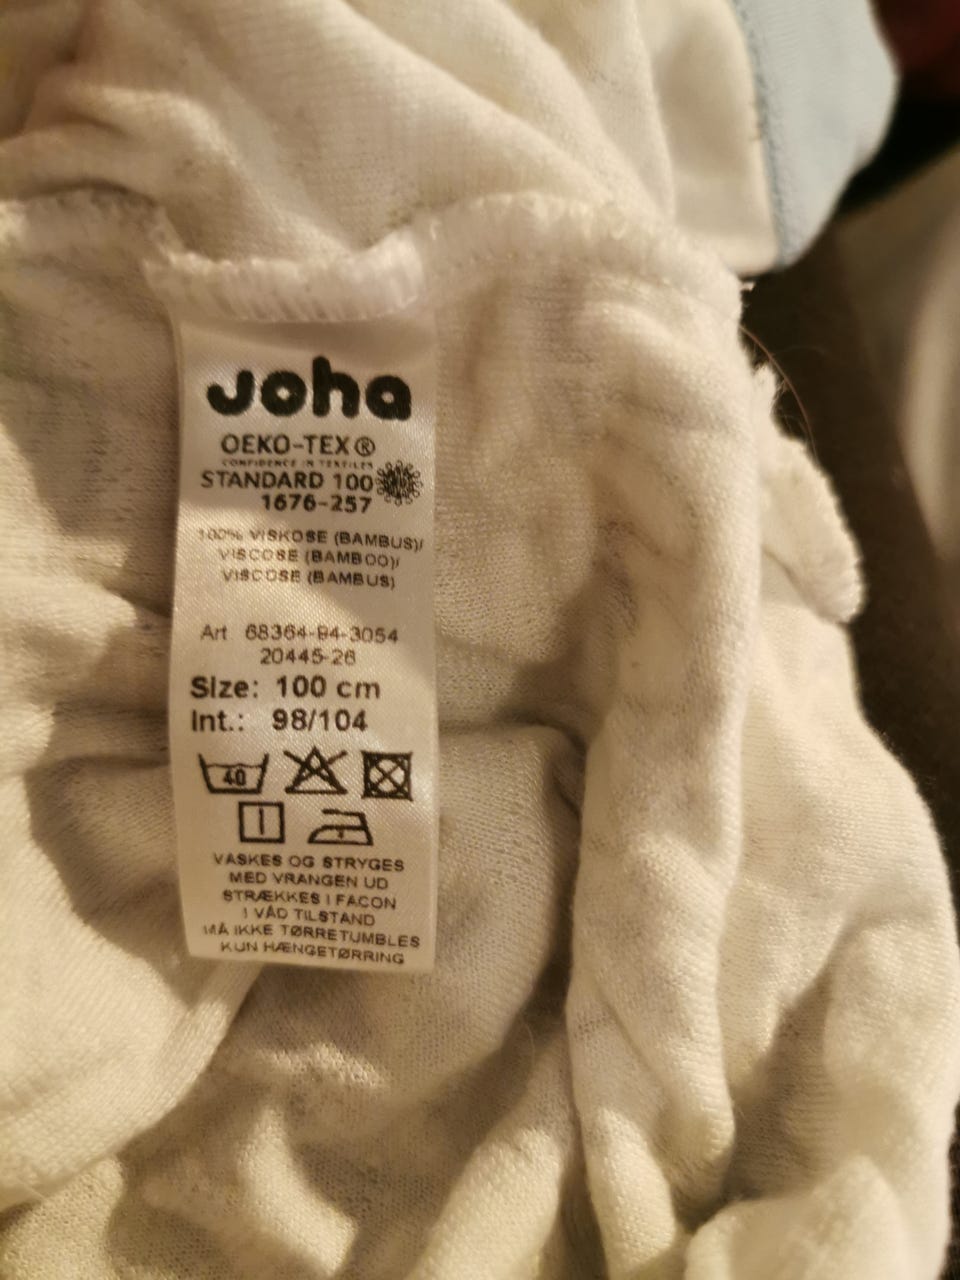 Joha
OEKO-TEX®
CONFIDENCE IN TEXTILES
STANDARD 100
1676-257
100% VISKOSE (BAMBUS)/
VISCOSE (BAMBOO)/
VISCOSE (BAMBUS)
Art 68364-94-3054
20445-26
Size: 100 cm
Int.: 98/104
40
VASKES OG STRYGES
MED VRANGEN UD
STRÆKKES I FACON
I VÅD TILSTAND
MÅ IKKE TØRRETUMBLES
KUN HÆNGETØRRING